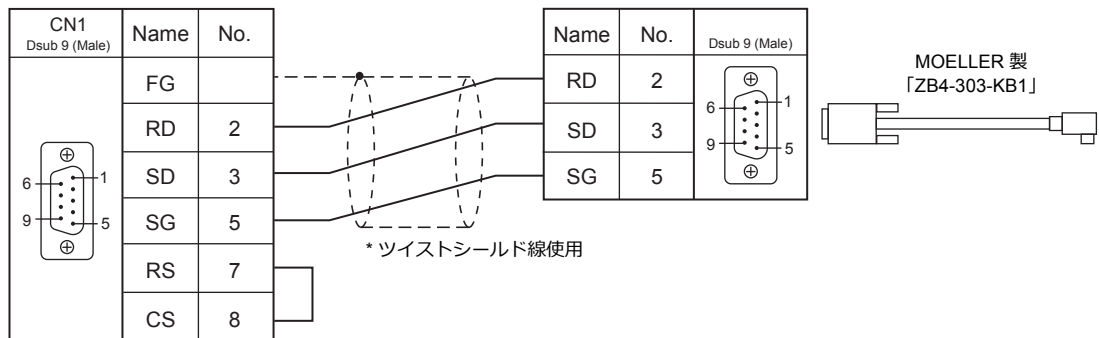 CN1
Dsub 9 (Male)
Name No.
FG
RD 2
SD 3
SG 5
RS 7
CS 8
6
1
9
5
* ツイストシールド線使用
Name No.
Dsub 9 (Male)
RD 2
SD 3
SG 5
6
1
9
5
MOELLER 製
「ZB4-303-KB1」